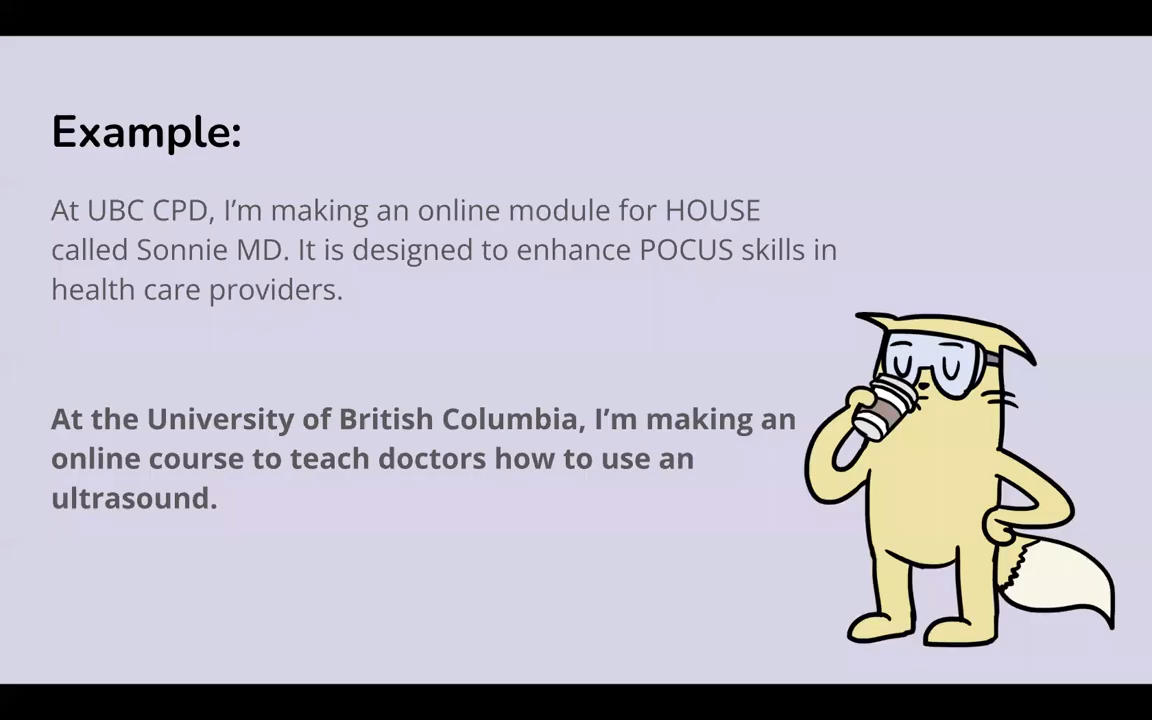 Example:
At UBC CPD, I’m making an online module for HOUSE
called Sonnie MD. It is designed to enhance POCUS skills in
health care providers.
At the University of British Columbia, I’m making an
online course to teach doctors how to use an
ultrasound.